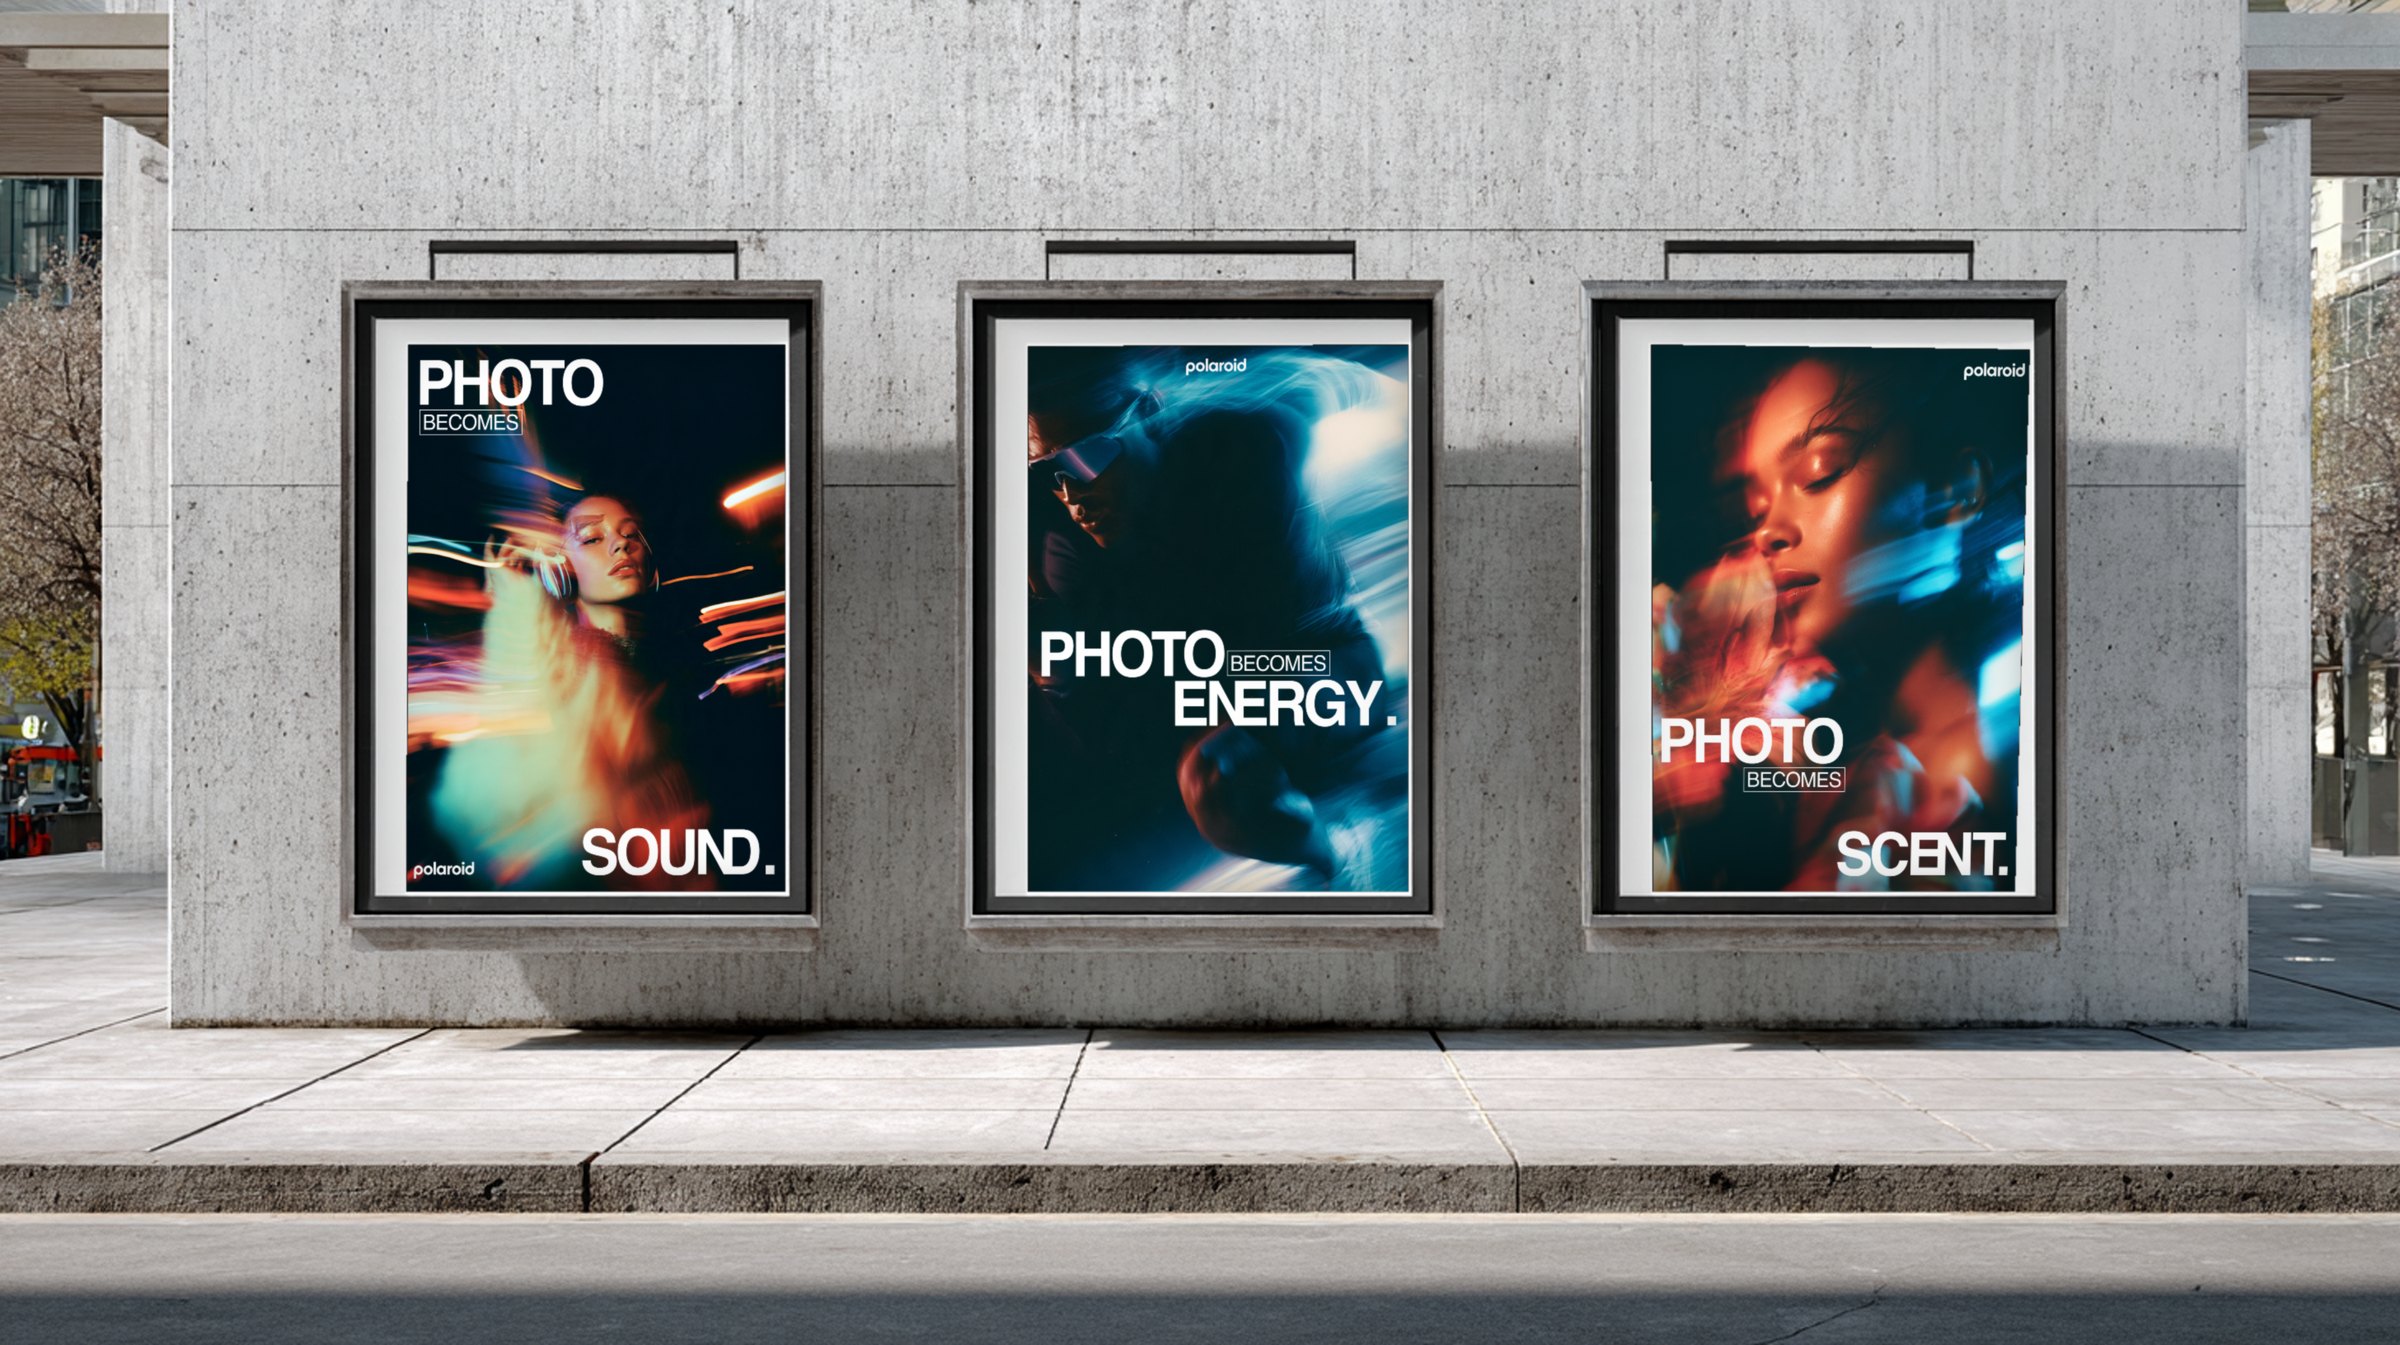 PHOTO
BECOMES
SOUND.
polaroid
polaroid
PHOTO BECOMES
ENERGY.
polaroid
PHOTO
BECOMES
SCENT.